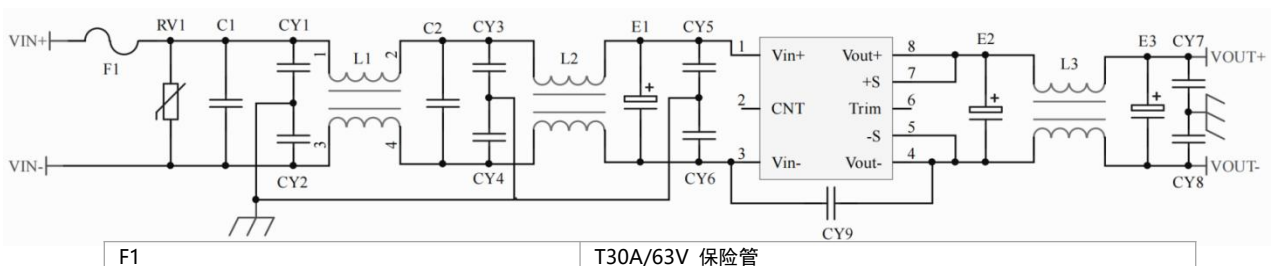 RV1 C1 CY1 C2 CY3 E1 CY5 E2 E3 CY7
VIN+ F1 1 2 L1 L2 L3 VOUT+
1 Vin+ Vout+ 8
+S 7
2 CNT Trim 6
-S 5
3 Vin- Vout- 4
VIN- 3 4 VOUT-
CY2 CY4 CY6 CY8
CY9
F1 T30A/63V 保险管